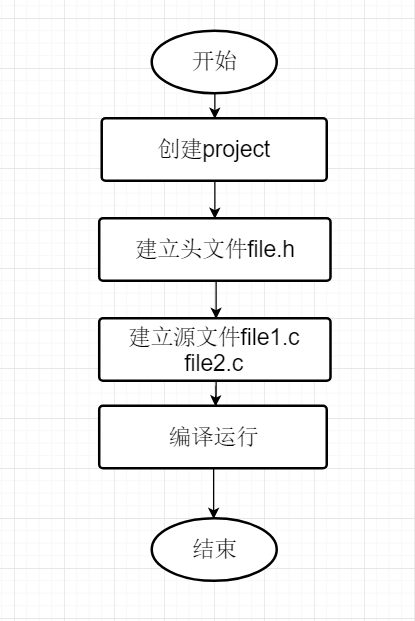 开始
创建project
建立头文件file.h
建立源文件file1.c
file2.c
编译运行
结束